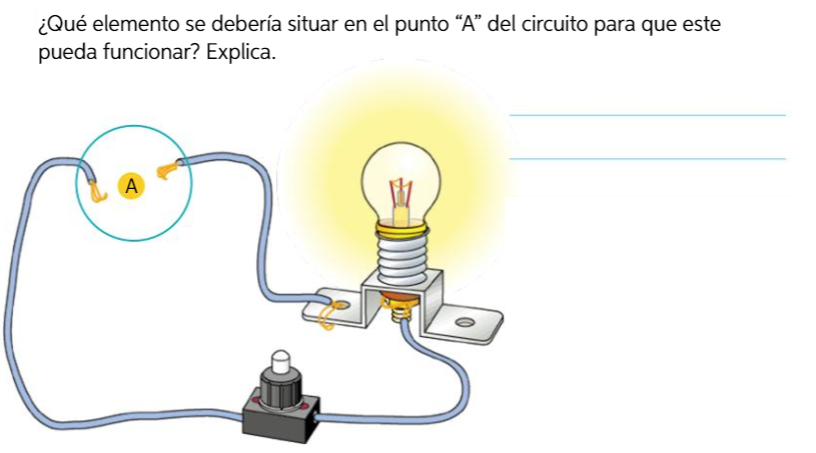 ¿Qué elemento se debería situar en el punto “A” del circuito para que este
pueda funcionar? Explica.
A